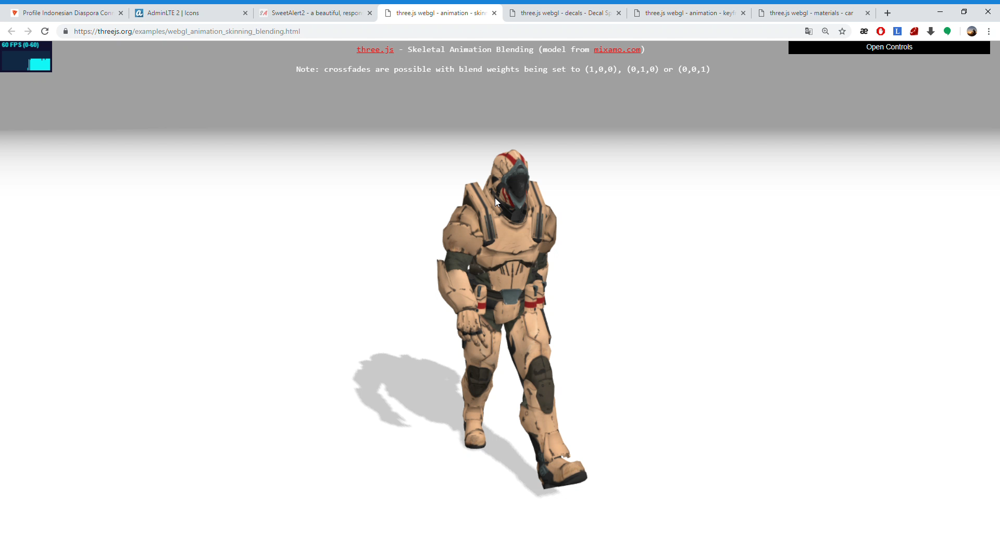 Profile Indonesian Diaspora Conn
AdminLTE 2 | Icons
SweetAlert2 - a beautiful, respon
three.js webgl - animation - skinn
three.js webgl - decals - Decal Sp
three.js webgl - animation - keyfr
three.js webgl - materials - car
https://threejs.org/examples/webgl_animation_skinning_blending.html
60 FPS (0-60)
three.js - Skeletal Animation Blending (model from mixamo.com)
Open Controls
Note: crossfades are possible with blend weights being set to (1,0,0), (0,1,0) or (0,0,1)